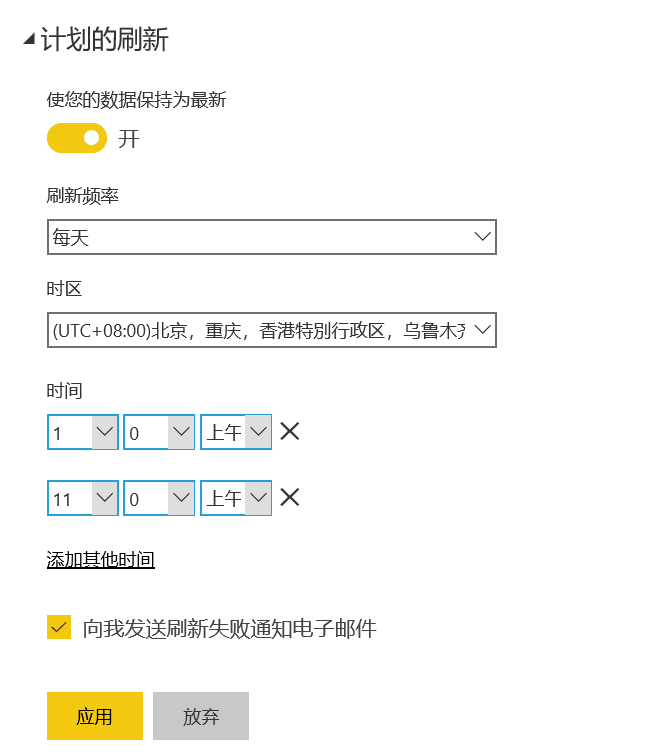 计划的刷新
使您的数据保持为最新
开
刷新频率
每天
时区
(UTC+08:00)北京，重庆，香港特別行政区，乌鲁木
时间
1 0 上午
11 0 上午
添加其他时间
向我发送刷新失败通知电子邮件
应用 放弃